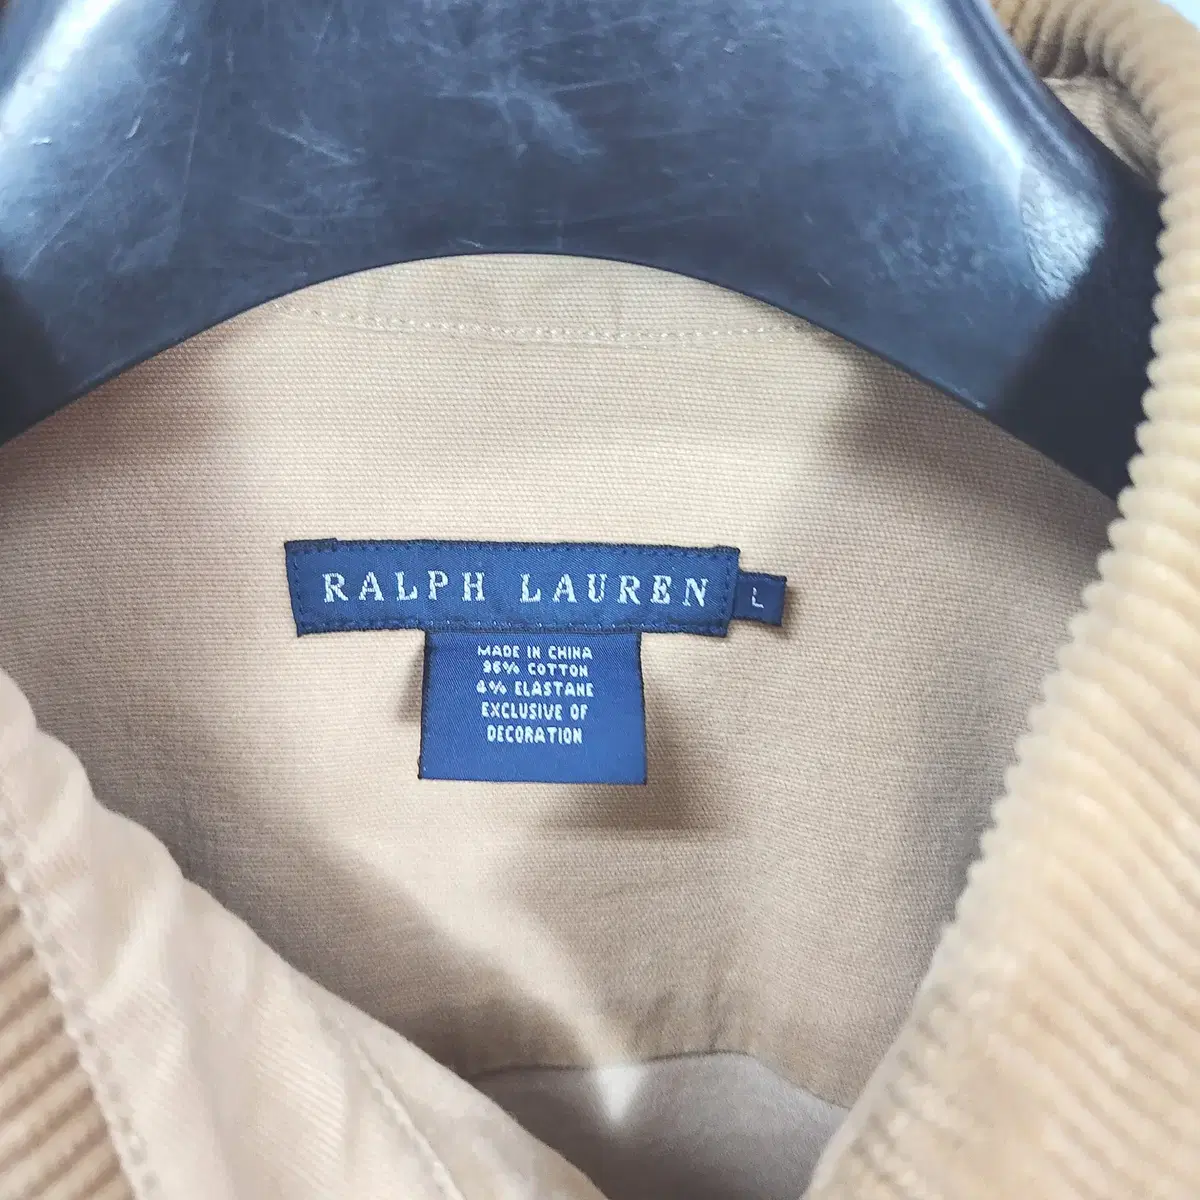 RALPH LAUREN
L
MADE IN CHINA
96% COTTON
4% ELASTANE
EXCLUSIVE OF
DECORATION